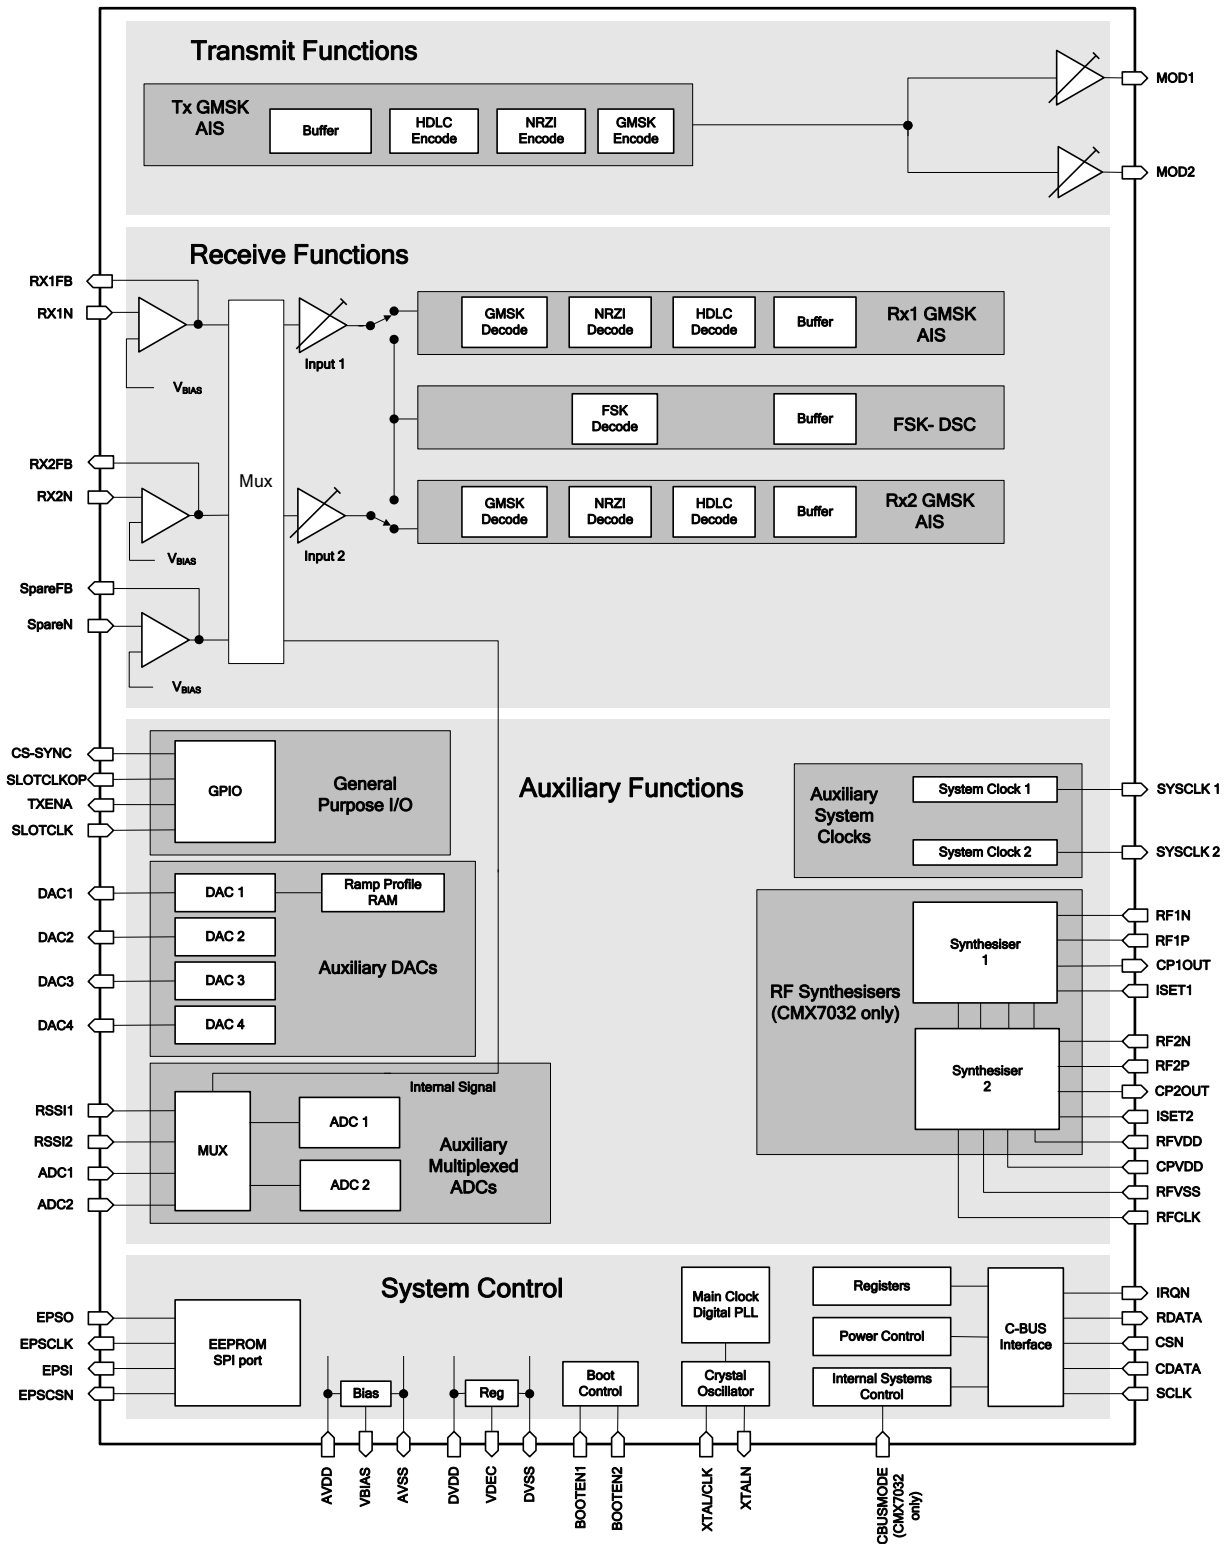 Transmit Functions
Tx GMSK
AIS
Buffer
HDLC
Encode
NRZI
Encode
GMSK
Encode
MOD1
MOD2
Receive Functions
RX1FB
RX1N
VBIAS
Input 1
GMSK
Decode
NRZI
Decode
HDLC
Decode
Buffer
Rx1 GMSK
AIS
FSK
Decode
Buffer
FSK- DSC
RX2FB
RX2N
VBIAS
Mux
Input 2
GMSK
Decode
NRZI
Decode
HDLC
Decode
Buffer
Rx2 GMSK
AIS
SpareFB
SpareN
VBIAS
Auxiliary Functions
CS-SYNC
SLOTCLKOP
TXENA
SLOTCLK
GPIO
General
Purpose I/O
Auxiliary
System
Clocks
System Clock 1
System Clock 2
SYSCLK 1
SYSCLK 2
DAC1
DAC2
DAC3
DAC4
DAC 1
DAC 2
DAC 3
DAC 4
Ramp Profile
RAM
Auxiliary DACs
RF Synthesisers
(CMX7032 only)
Synthesiser
1
Synthesiser
2
RF1N
RF1P
CP1OUT
ISET1
RF2N
RF2P
CP2OUT
ISET2
RFVDD
CPVDD
RFVSS
RFCLK
Internal Signal
RSSI1
RSSI2
ADC1
ADC2
MUX
ADC 1
ADC 2
Auxiliary
Multiplexed
ADCs
System Control
EPSO
EPSCLK
EPSI
EPSCSN
EEPROM
SPI port
Bias
Reg
Boot
Control
Main Clock
Digital PLL
Crystal
Oscillator
Registers
Power Control
Internal Systems
Control
C-BUS
Interface
IRQN
RDATA
CSN
CDATA
SCLK
AVDD
VBIAS
AVSS
DVDD
VDEC
DVSS
BOOTEN1
BOOTEN2
XTAL/CLK
XTALN
CBUSMODE
(CMX7032
only)